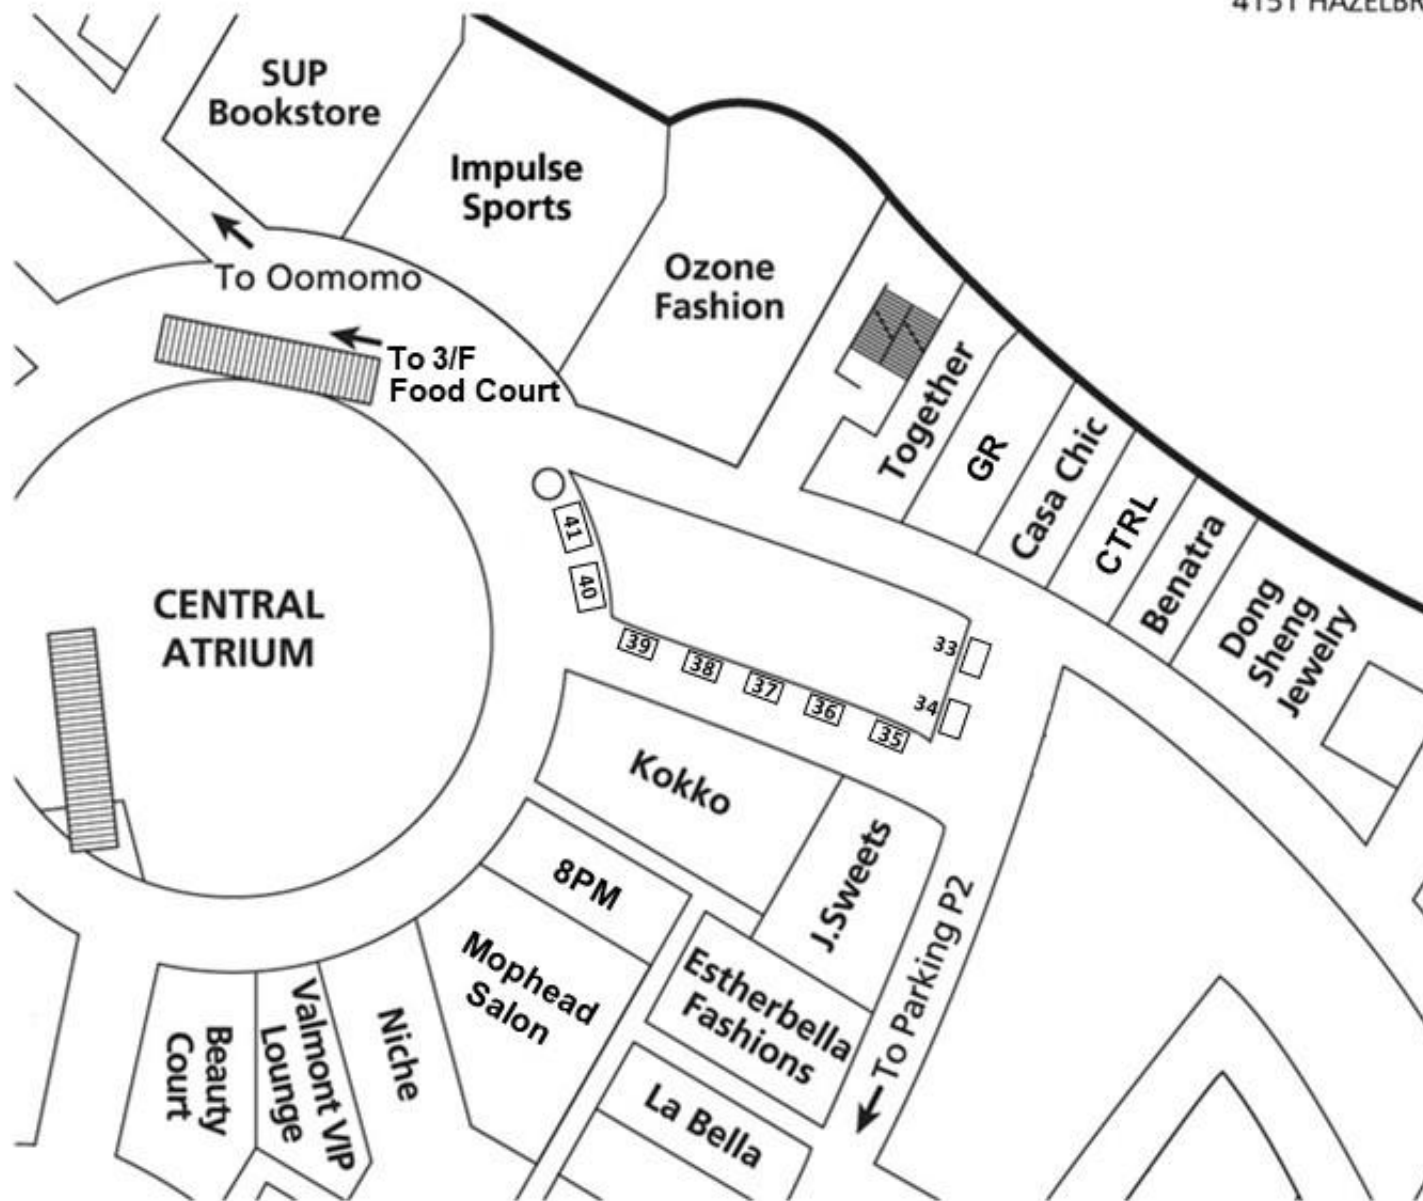 4151 HAZELBR
SUP
Bookstore
Impulse
Sports
Ozone
Fashion
To Oomomo
To 3/F
Food Court
Together
GR
Casa Chic
CTRL
Benatra
Dong
Sheng
Jewelry
CENTRAL
ATRIUM
41
40
39
38
37
36
35
33
34
Kokko
J.Sweets
8PM
Mophead
Salon
Estherbella
Fashions
To Parking P2
La Bella
Niche
Valmont VIP
Lounge
Beauty
Court